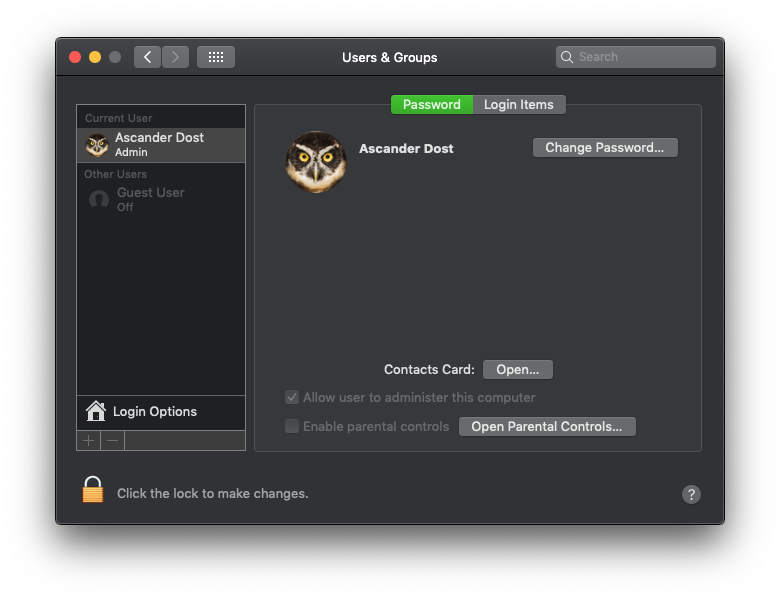 Users & Groups
Search
Current User
Ascander Dost
Admin
Other Users
Guest User
Off
Login Options
Password
Login Items
Ascander Dost
Change Password...
Contacts Card:
Open...
Allow user to administer this computer
Enable parental controls
Open Parental Controls...
Click the lock to make changes.
?